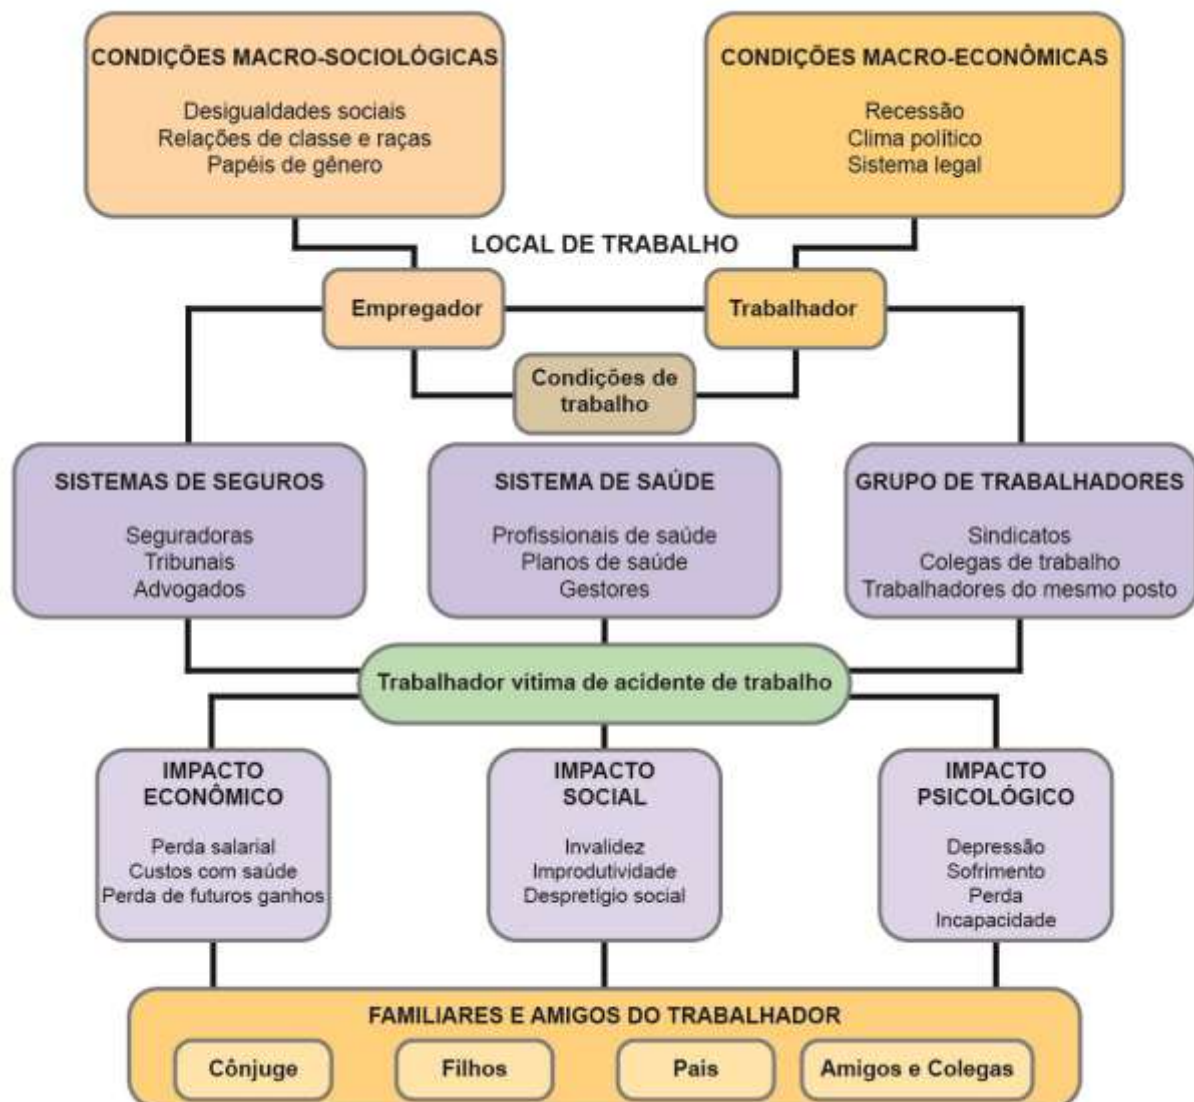 CONDIÇÕES MACRO-SOCIOLÓGICAS
Desigualdades sociais
Relações de classe e raças
Papéis de gênero
CONDIÇÕES MACRO-ECONÔMICAS
Recessão
Clima político
Sistema legal
LOCAL DE TRABALHO
Empregador
Trabalhador
Condições de
trabalho
SISTEMAS DE SEGUROS
Seguradoras
Tribunais
Advogados
SISTEMA DE SAÚDE
Profissionais de saúde
Planos de saúde
Gestores
GRUPO DE TRABALHADORES
Sindicatos
Colegas de trabalho
Trabalhadores do mesmo posto
Trabalhador vítima de acidente de trabalho
IMPACTO
ECONÔMICO
Perda salarial
Custos com saúde
Perda de futuros ganhos
IMPACTO
SOCIAL
Invalidez
Improdutividade
Despretígio social
IMPACTO
PSICOLÓGICO
Depressão
Sofrimento
Perda
Incapacidade
FAMILIARES E AMIGOS DO TRABALHADOR
Cônjuge
Filhos
Pais
Amigos e Colegas